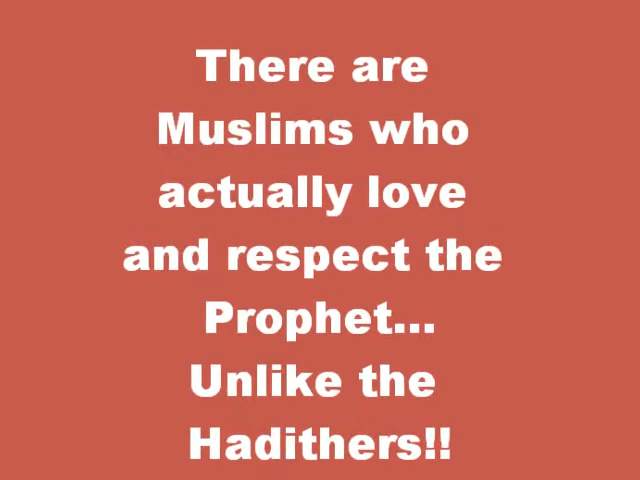 There are
Muslims who
actually love
and respect the
Prophet...
Unlike the
Hadithers!!